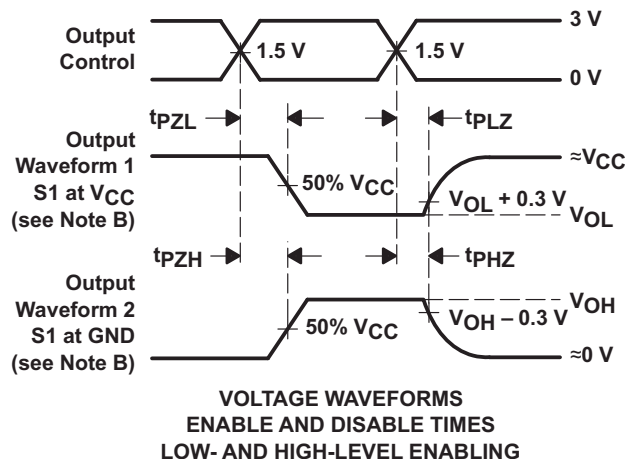 Output
Control
1.5 V
1.5 V
3 V
0 V
tPZL
tPLZ
Output
Waveform 1
S1 at VCC
(see Note B)
50% VCC
≈VCC
VOL + 0.3 V
VOL
tPZH
tPHZ
Output
Waveform 2
S1 at GND
(see Note B)
50% VCC
VOH
VOH – 0.3 V
≈0 V
VOLTAGE WAVEFORMS
ENABLE AND DISABLE TIMES
LOW- AND HIGH-LEVEL ENABLING